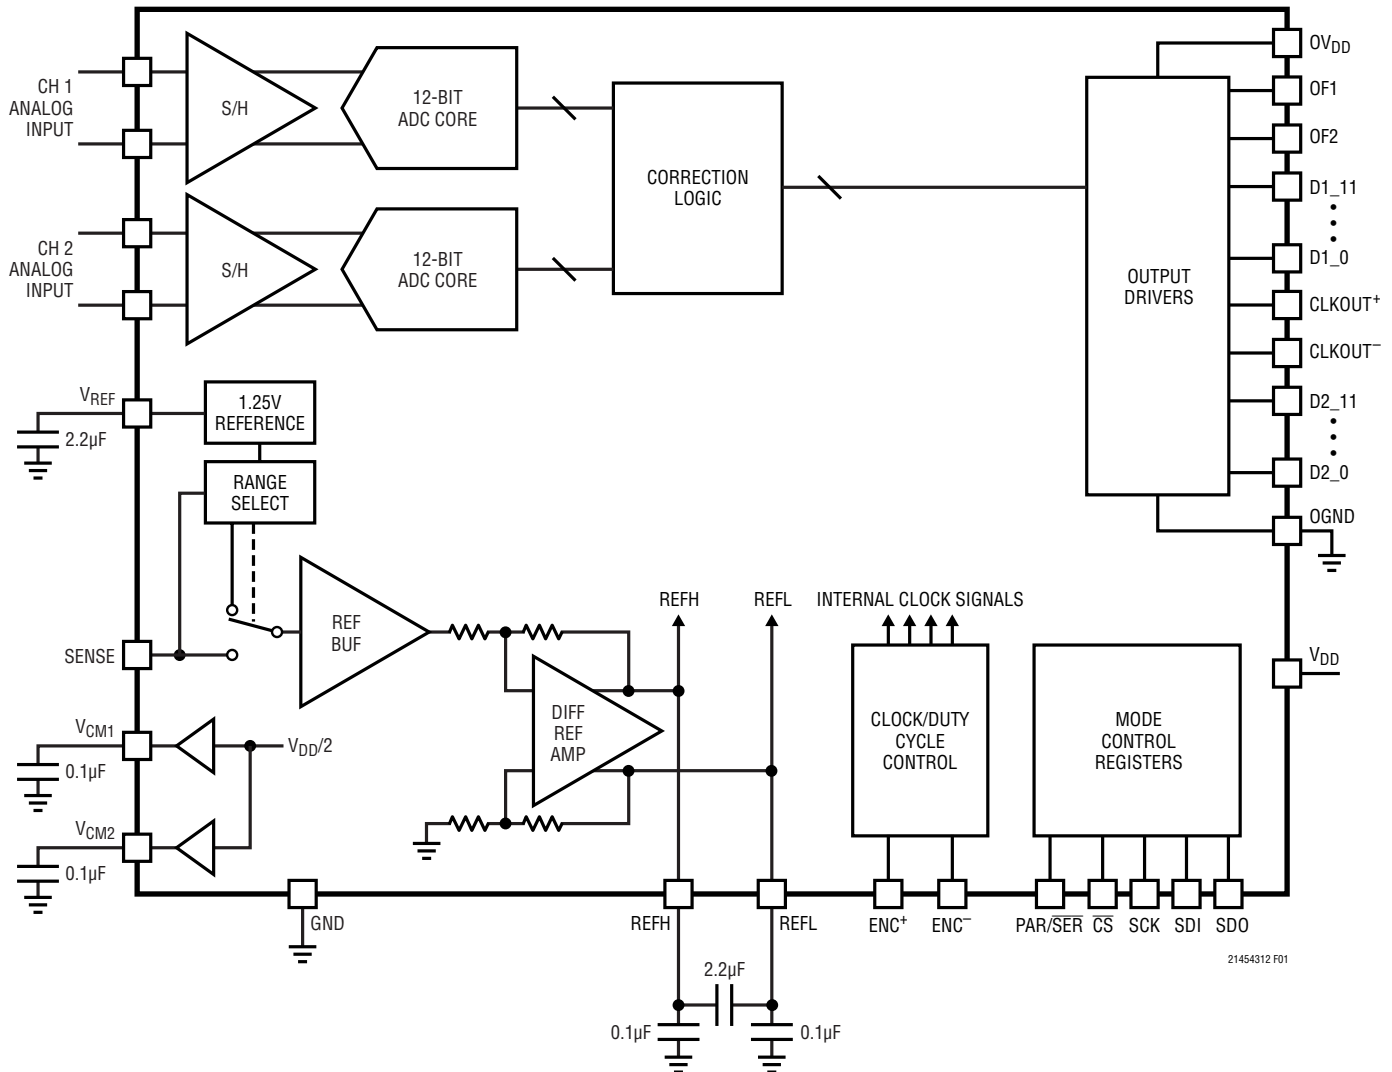 CH 1
ANALOG
INPUT
S/H
12-BIT
ADC CORE
CORRECTION
LOGIC
CH 2
ANALOG
INPUT
S/H
12-BIT
ADC CORE
OUTPUT
DRIVERS
OVDD
OF1
OF2
D1_11
D1_0
CLKOUT+
CLKOUT−
D2_11
D2_0
OGND
VDD
VREF
2.2µF
1.25V
REFERENCE
RANGE
SELECT
SENSE
REF
BUF
DIFF
REF
AMP
REFH
REFL
INTERNAL CLOCK SIGNALS
CLOCK/DUTY
CYCLE
CONTROL
MODE
CONTROL
REGISTERS
VCM1
0.1µF
VDD/2
VCM2
0.1µF
GND
REFH
REFL
ENC+
ENC−
PAR/SER
CS
SCK
SDI
SDO
21454312 F01
2.2µF
0.1µF
0.1µF